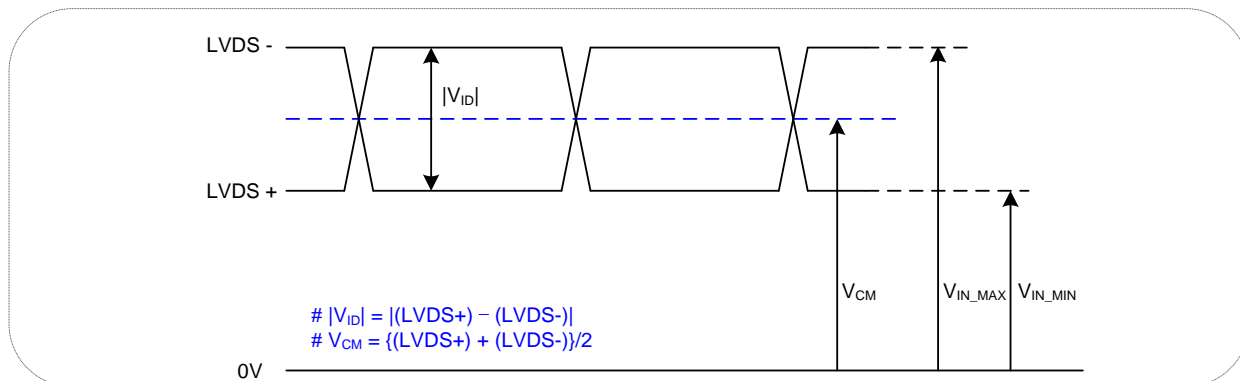 LVDS -
|VID|
LVDS +
VCM
VIN_MAX
VIN_MIN
# |VID| = |(LVDS+) − (LVDS-)|
# VCM = {(LVDS+) + (LVDS-)}/2
0V